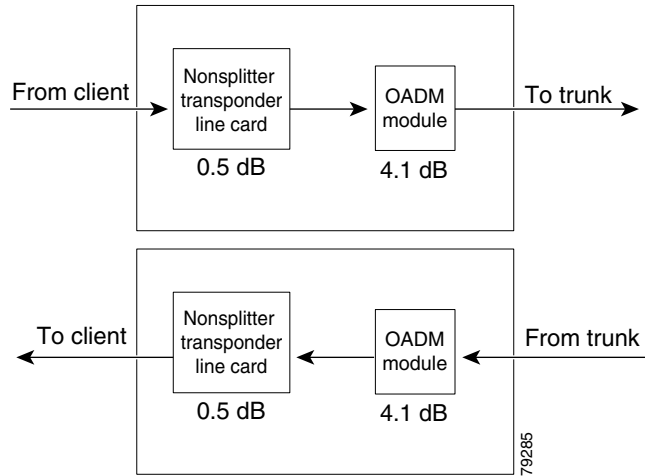 From client
Nonsplitter
transponder
line card
0.5 dB
OADM
module
4.1 dB
To trunk
To client
Nonsplitter
transponder
line card
0.5 dB
OADM
module
4.1 dB
From trunk
79285